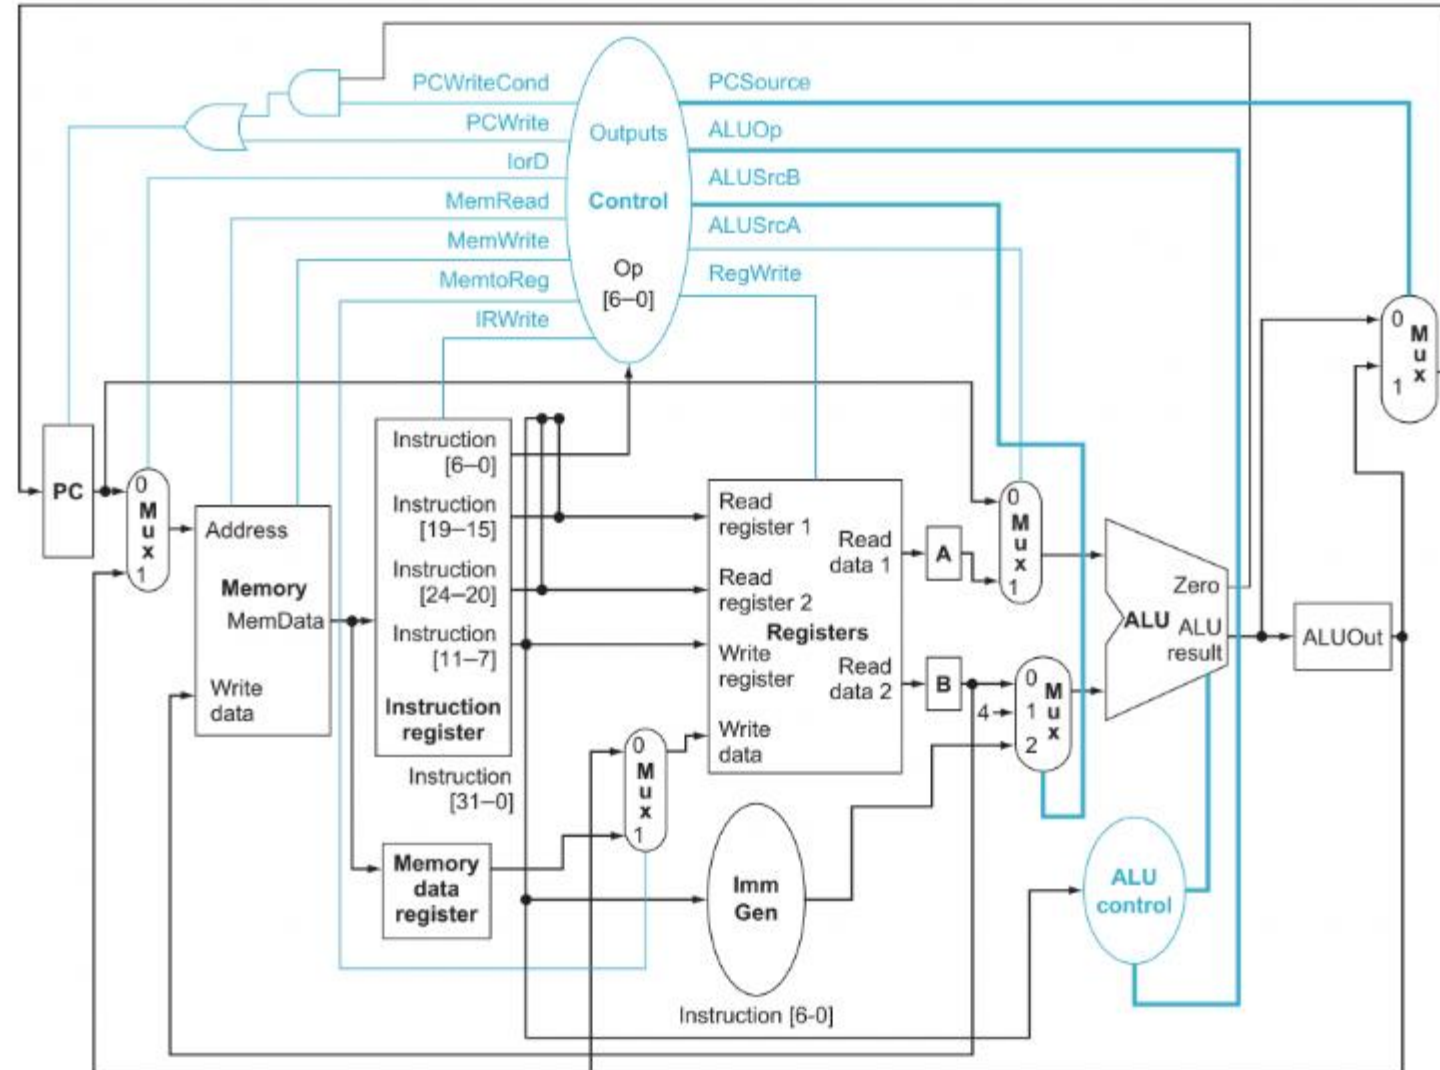 PCWriteCond
PCWrite
IorD
MemRead
MemWrite
MemtoReg
IRWrite
Outputs
Control
Op
[6–0]
PCSource
ALUOp
ALUSrcB
ALUSrcA
RegWrite
PC
0
M
u
x
1
Address
Memory
MemData
Write
data
Instruction
[6–0]
Instruction
[19–15]
Instruction
[24–20]
Instruction
[11–7]
Instruction
register
Instruction
[31–0]
Memory
data
register
0
M
u
x
1
Read
register 1
Read
register 2
Registers
Write
register
Write
data
Read
data 1
Read
data 2
A
B
0
M
u
x
1
0
4
1
2
M
u
x
Imm
Gen
Instruction [6-0]
ALU
control
Zero
ALU
ALU
result
ALUOut
0
M
u
x
1